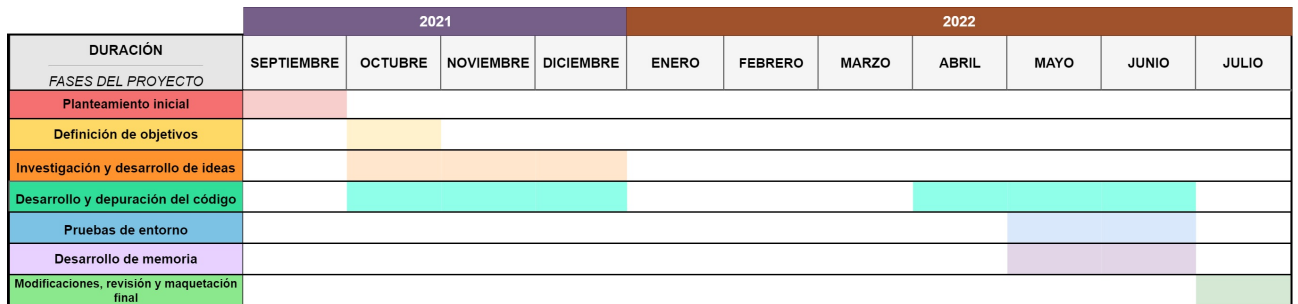 2021 2022
DURACIÓN
FASES DEL PROYECTO
SEPTIEMBRE OCTUBRE NOVIEMBRE DICIEMBRE ENERO FEBRERO MARZO ABRIL MAYO JUNIO JULIO
Planteamiento inicial
Definición de objetivos
Investigación y desarrollo de ideas
Desarrollo y depuración del código
Pruebas de entorno
Desarrollo de memoria
Modificaciones, revisión y maquetación
final